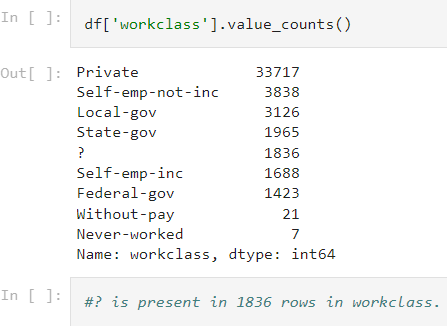 In [ ]: df['workclass'].value_counts()
Out[ ]: Private 33717
Self-emp-not-inc 3838
Local-gov 3126
State-gov 1965
? 1836
Self-emp-inc 1688
Federal-gov 1423
Without-pay 21
Never-worked 7
Name: workclass, dtype: int64
In [ ]: #? is present in 1836 rows in workclass.